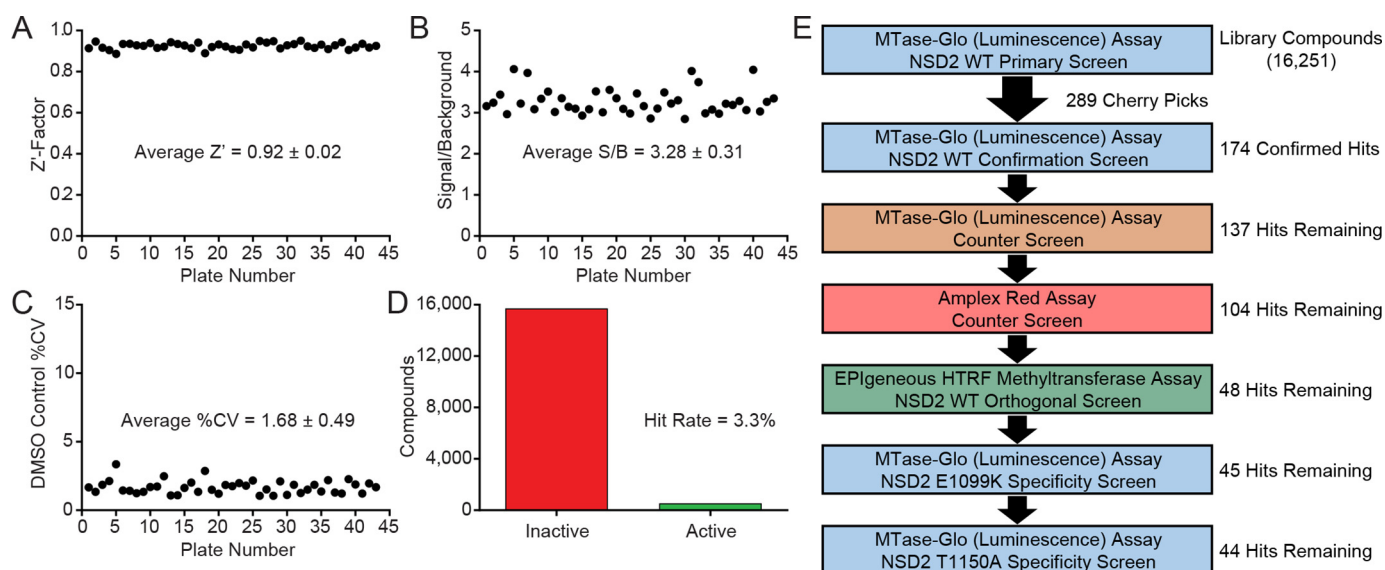 A
Z'-Factor
1.0
0.8
0.6
0.4
0.2
0.0
Average Z' = 0.92 ± 0.02
0 5 10 15 20 25 30 35 40 45
Plate Number
B
Signal/Background
5
4
3
2
1
0
Average S/B = 3.28 ± 0.31
0 5 10 15 20 25 30 35 40 45
Plate Number
C
DMSO Control %CV
15
10
5
0
Average %CV = 1.68 ± 0.49
0 5 10 15 20 25 30 35 40 45
Plate Number
D
Compounds
16,000
12,000
8,000
4,000
0
Hit Rate = 3.3%
Inactive Active
E
MTase-Glo (Luminescence) Assay
NSD2 WT Primary Screen
Library Compounds
(16,251)
289 Cherry Picks
MTase-Glo (Luminescence) Assay
NSD2 WT Confirmation Screen
174 Confirmed Hits
MTase-Glo (Luminescence) Assay
Counter Screen
137 Hits Remaining
Amplex Red Assay
Counter Screen
104 Hits Remaining
EPIgeneous HTRF Methyltransferase Assay
NSD2 WT Orthogonal Screen
48 Hits Remaining
MTase-Glo (Luminescence) Assay
NSD2 E1099K Specificity Screen
45 Hits Remaining
MTase-Glo (Luminescence) Assay
NSD2 T1150A Specificity Screen
44 Hits Remaining